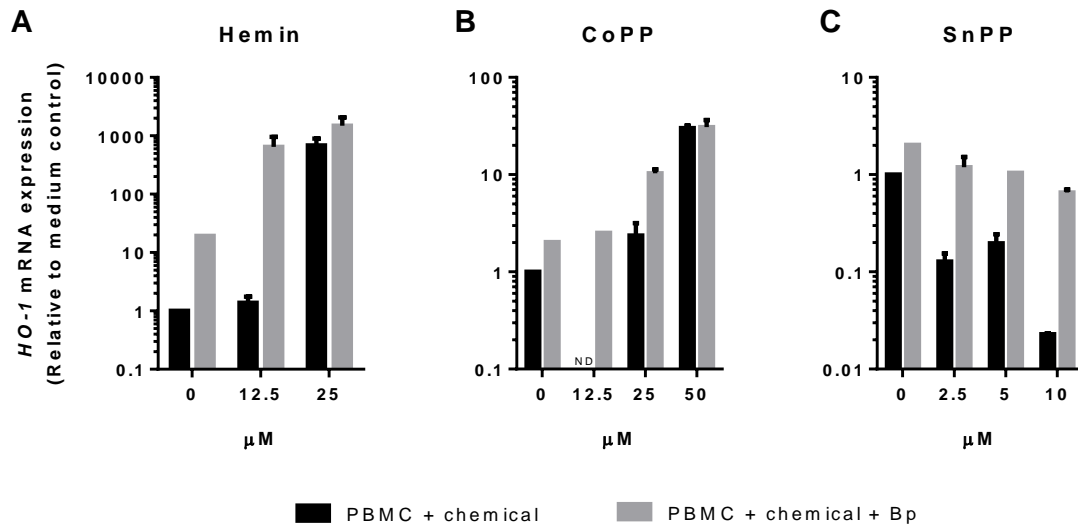 A
Hemin
HO-1 mRNA expression
(Relative to medium control)
10000
1000
100
10
1
0.1
0 12.5 25
µM
B
CoPP
100
10
1
0.1
ND
0 12.5 25 50
µM
C
SnPP
10
1
0.1
0.01
0 2.5 5 10
µM
PBMC + chemical
PBMC + chemical + Bp